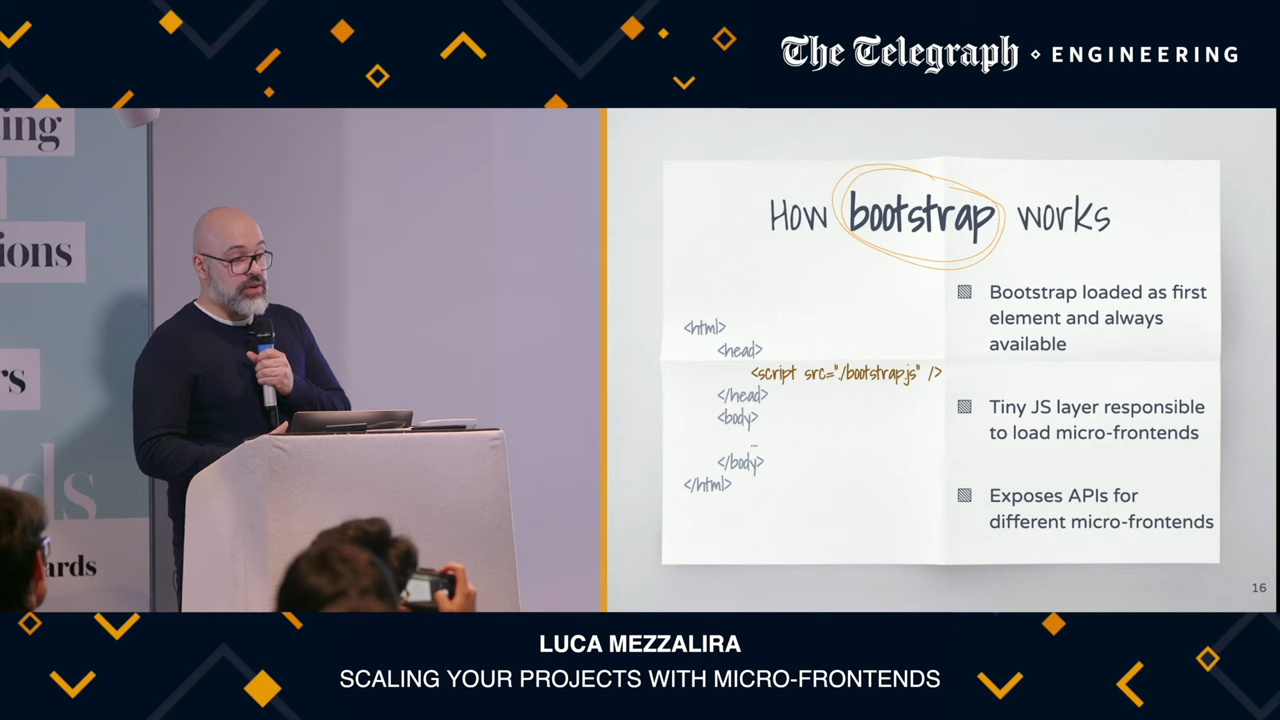 The Telegraph ENGINEERING
ing
ions
rs
rds
ards
How bootstrap works
<html>
<head>
<script src="./bootstrap.js" />
</head>
<body>
...
</body>
</html>
Bootstrap loaded as first
element and always
available
Tiny JS layer responsible
to load micro-frontends
Exposes APIs for
different micro-frontends
16
LUCA MEZZALIRA
SCALING YOUR PROJECTS WITH MICRO-FRONTENDS